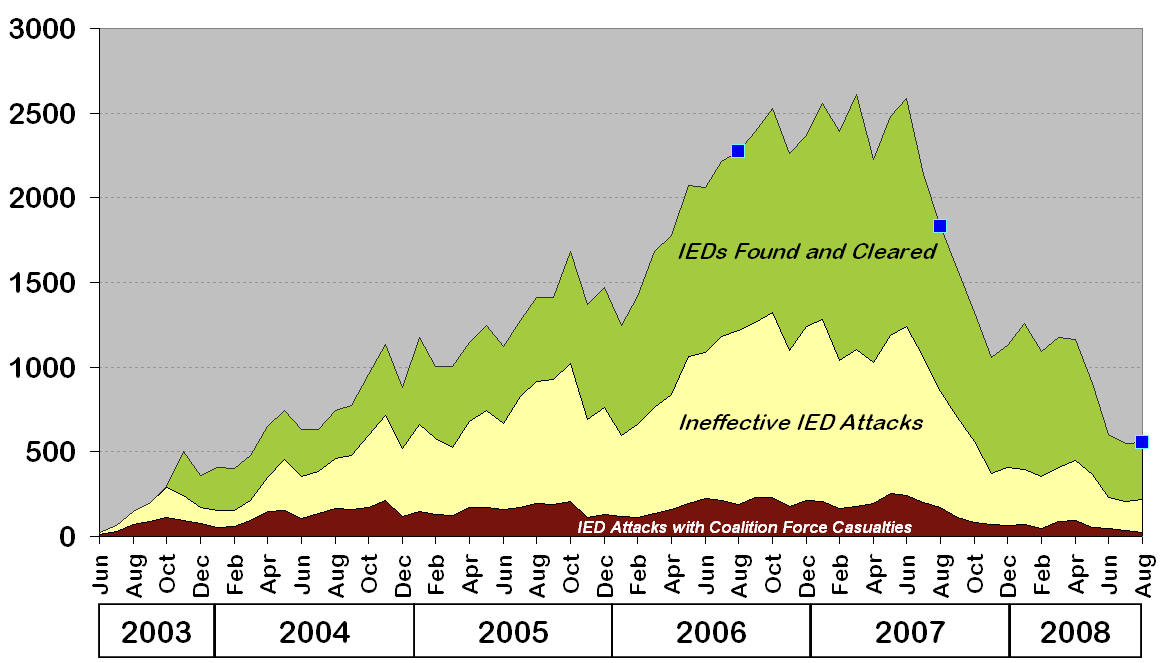 3000
2500
2000
1500
1000
500
0
IEDs Found and Cleared
Ineffective IED Attacks
IED Attacks with Coalition Force Casualties
Jun Aug Oct Dec Feb Apr Jun Aug Oct Dec Feb Apr Jun Aug Oct Dec Feb Apr Jun Aug Oct Dec Feb Apr Jun Aug Oct Dec Feb Apr Jun Aug
2003 2004 2005 2006 2007 2008